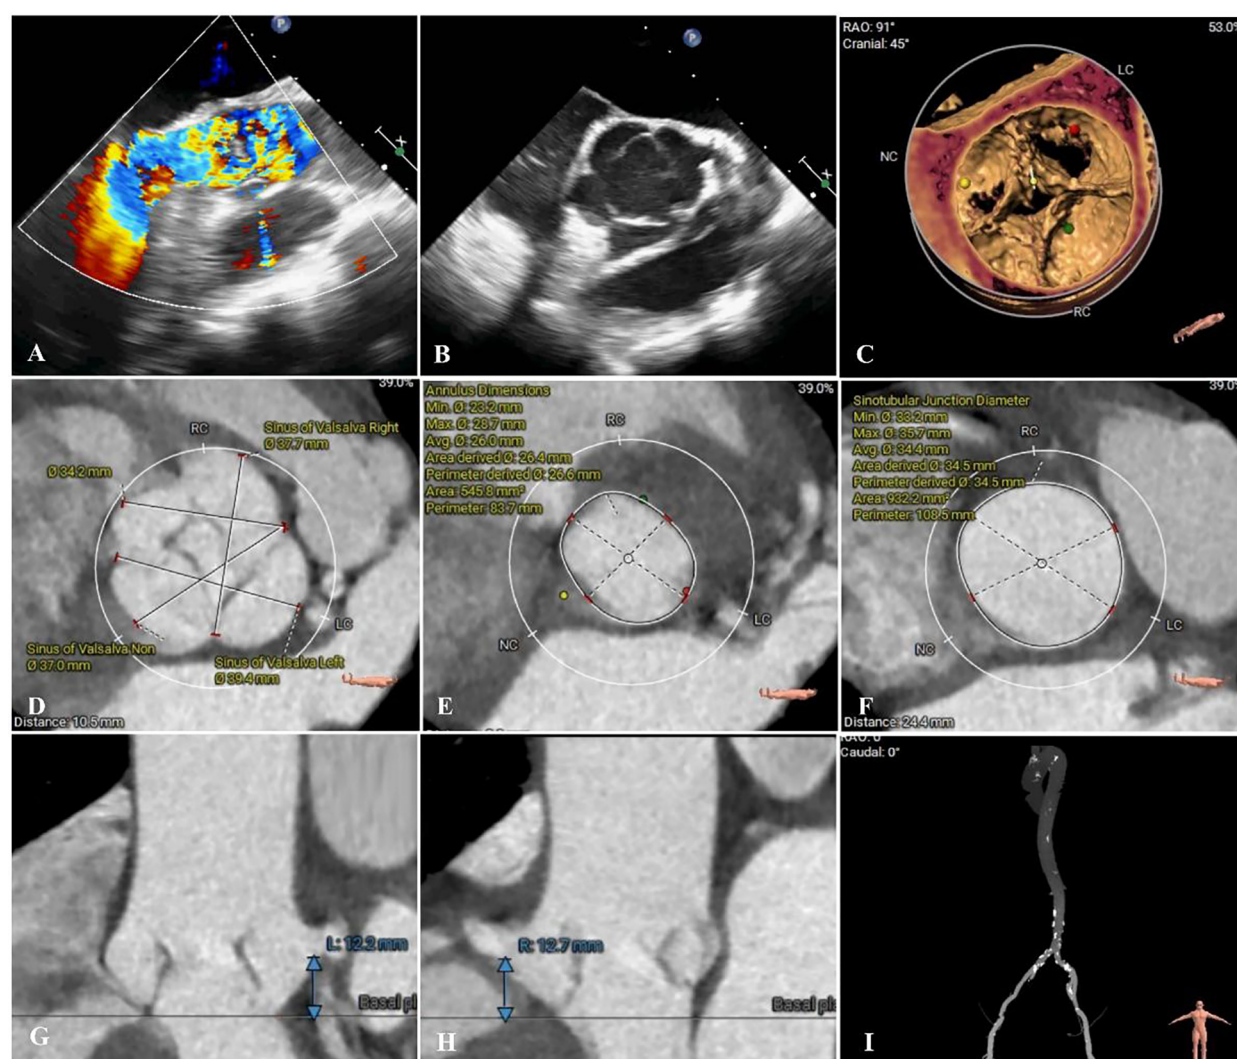 P
X
A
P
X
B
RAO: 91°
Cranial: 45°
53.0%
LC
NC
RC
C
39.0%
RC
Sinus of Valsalva Right
Ø 37.7 mm
Ø 34.2 mm
LC
Sinus of Valsalva Non
Ø 37.0 mm
Sinus of Valsalva Left
Ø 39.4 mm
D
Distance: 10.5 mm
Annulus Dimensions
39.0%
Min. Ø: 23.2 mm
Max. Ø: 28.7 mm
Avg. Ø: 26.0 mm
Area derived Ø: 26.4 mm
Perimeter derived Ø: 26.6 mm
Area: 545.8 mm²
Perimeter: 83.7 mm
RC
LC
NC
E
39.0%
Sinotubular Junction Diameter
Min. Ø: 33.2 mm
Max. Ø: 35.7 mm
Avg. Ø: 34.4 mm
Area derived Ø: 34.5 mm
Perimeter derived Ø: 34.5 mm
Area: 932.2 mm²
Perimeter: 108.5 mm
RC
LC
NC
F
Distance: 24.4 mm
L: 12.2 mm
Basal pl
G
R: 12.7 mm
Basal pl
H
Caudal: 0°
I